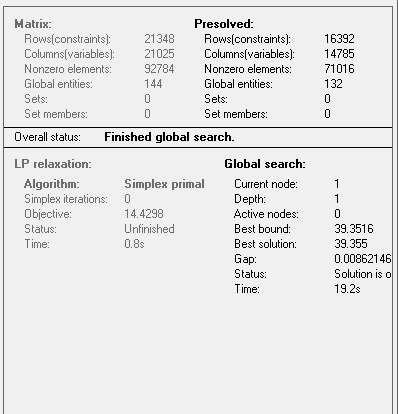 Matrix: Presolved:
Rows(constraints): 21348 Rows(constraints): 16392
Columns(variables): 21025 Columns(variables): 14785
Nonzero elements: 92784 Nonzero elements: 71016
Global entities: 144 Global entities: 132
Sets: 0 Sets: 0
Set members: 0 Set members: 0
Overall status: Finished global search.
LP relaxation: Global search:
Algorithm: Simplex primal Current node: 1
Simplex iterations: 0 Depth: 1
Objective: 14.4298 Active nodes: 0
Status: Unfinished Best bound: 39.3516
Time: 0.8s Best solution: 39.355
Gap: 0.00862146
Status: Solution is o
Time: 19.2s